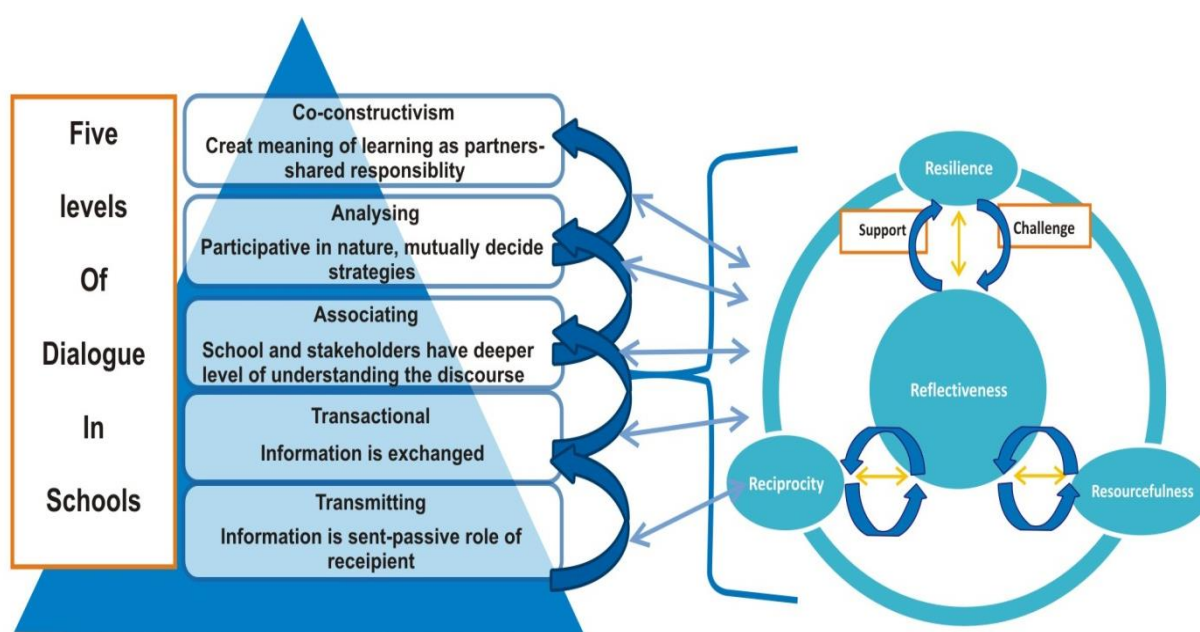 Five
levels
Of
Dialogue
In
Schools
Co-constructivism
Creat meaning of learning as partners-
shared responsiblity
Analysing
Participative in nature, mutually decide
strategies
Associating
School and stakeholders have deeper
level of understanding the discourse
Transactional
Information is exchanged
Transmitting
Information is sent-passive role of
receipient
Resilience
Support
Challenge
Reflectiveness
Reciprocity
Resourcefulness